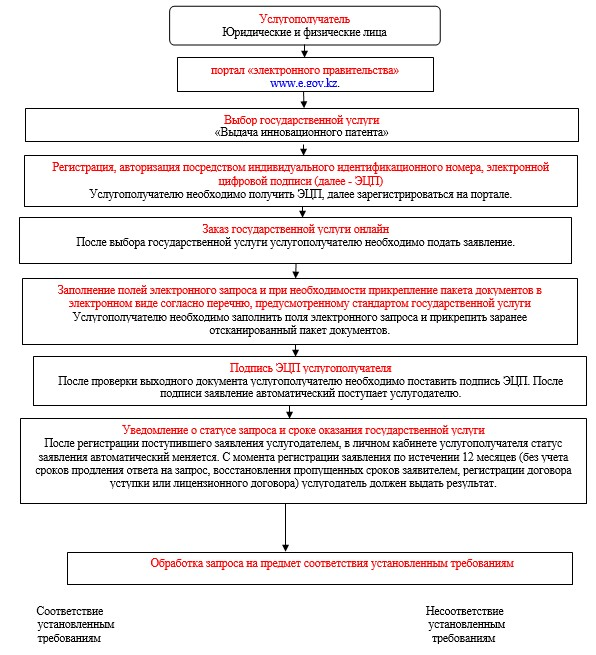 Услугополучатель
Юридические и физические лица
портал «электронного правительства»
www.e.gov.kz.
Выбор государственной услуги
«Выдача инновационного патента»
Регистрация, авторизация посредством индивидуального идентификационного номера, электронной
цифровой подписи (далее - ЭЦП)
Услугополучателю необходимо получить ЭЦП, далее зарегистрироваться на портале.
Заказ государственной услуги онлайн
После выбора государственной услуги услугополучателю необходимо подать заявление.
Заполнение полей электронного запроса и при необходимости прикрепление пакета документов в
электронном виде согласно перечню, предусмотренному стандартом государственной услуги
Услугополучателю необходимо заполнить поля электронного запроса и прикрепить заранее
отсканированный пакет документов.
Подпись ЭЦП услугополучателя
После проверки выходного документа услугополучателю необходимо поставить подпись ЭЦП. После
подписи заявление автоматический поступает услугодателю.
Уведомление о статусе запроса и сроке оказания государственной услуги
После регистрации поступившего заявления услугодателем, в личном кабинете услугополучателя статус
заявления автоматический меняется. С момента регистрации заявления по истечении 12 месяцев (без учета
сроков продления ответа на запрос, восстановления пропущенных сроков заявителем, регистрации договора
уступки или лицензионного договора) услугодатель должен выдать результат.
Обработка запроса на предмет соответствия установленным требованиям
Соответствие
установленным
требованиям
Несоответствие
установленным
требованиям